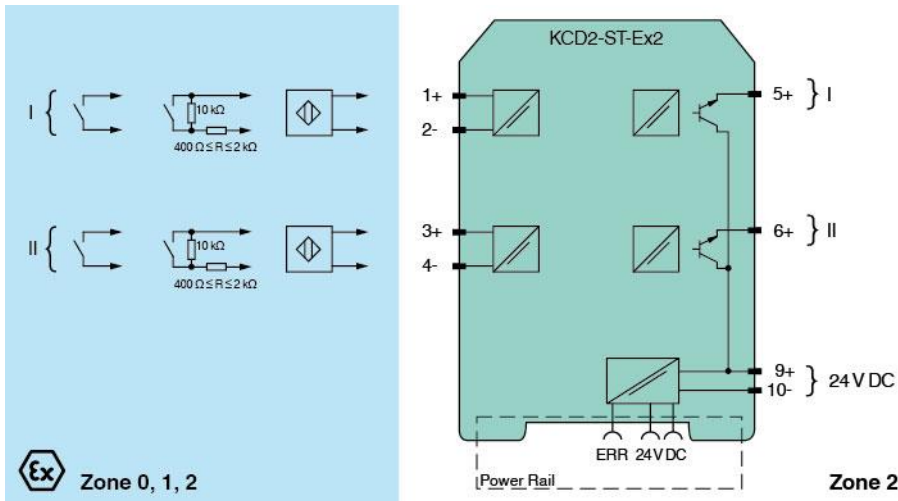 KCD2-ST-Ex2
I
10 kΩ
400 Ω ≤ R ≤ 2 kΩ
1+
2-
5+
I
II
10 kΩ
400 Ω ≤ R ≤ 2 kΩ
3+
4-
6+
II
9+
10-
24 V DC
ERR 24V DC
Power Rail
Ex
Zone 0, 1, 2
Zone 2